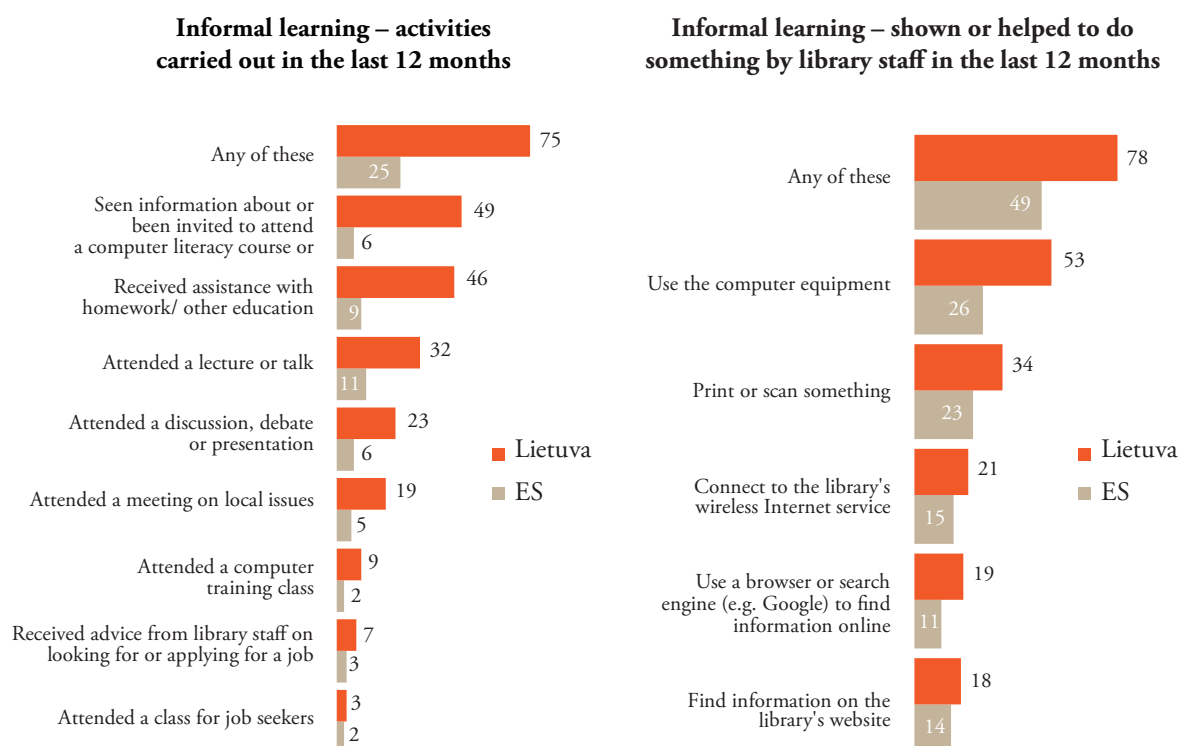 Informal learning – activities
carried out in the last 12 months
Any of these
75
25
Seen information about or
been invited to attend
a computer literacy course or
49
6
Received assistance with
homework/ other education
46
9
Attended a lecture or talk
32
11
Attended a discussion, debate
or presentation
23
6
Attended a meeting on local issues
19
5
Attended a computer
training class
9
2
Received advice from library staff on
looking for or applying for a job
7
3
Attended a class for job seekers
3
2
Lietuva
ES
Informal learning – shown or helped to do
something by library staff in the last 12 months
Any of these
78
49
Use the computer equipment
53
26
Print or scan something
34
23
Connect to the library's
wireless Internet service
21
15
Use a browser or search
engine (e.g. Google) to find
information online
19
11
Find information on the
library's website
18
14
Lietuva
ES